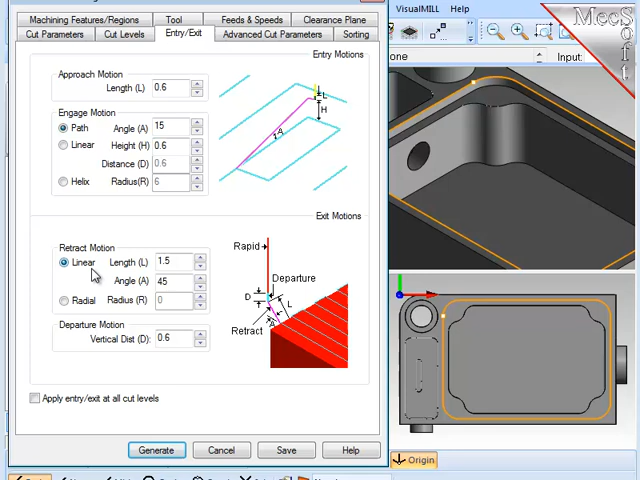 VisualMILL
Help
MecSoft
Machining Features/Regions
Tool
Feeds & Speeds
Clearance Plane
Cut Parameters
Cut Levels
Entry/Exit
Advanced Cut Parameters
Sorting
Input:
Entry Motions
Approach Motion
Length (L)
0.6
L
H
A
Engage Motion
Path
Angle (A)
15
Linear
Height (H)
0.6
Distance (D)
0.6
Helix
Radius(R)
6
Exit Motions
Rapid
Departure
D
L
A
Retract
Retract Motion
Linear
Length (L)
1.5
Angle (A)
45
Radial
Radius (R)
0
Departure Motion
Vertical Dist (D):
0.6
Apply entry/exit at all cut levels
Generate
Cancel
Save
Help
Origin